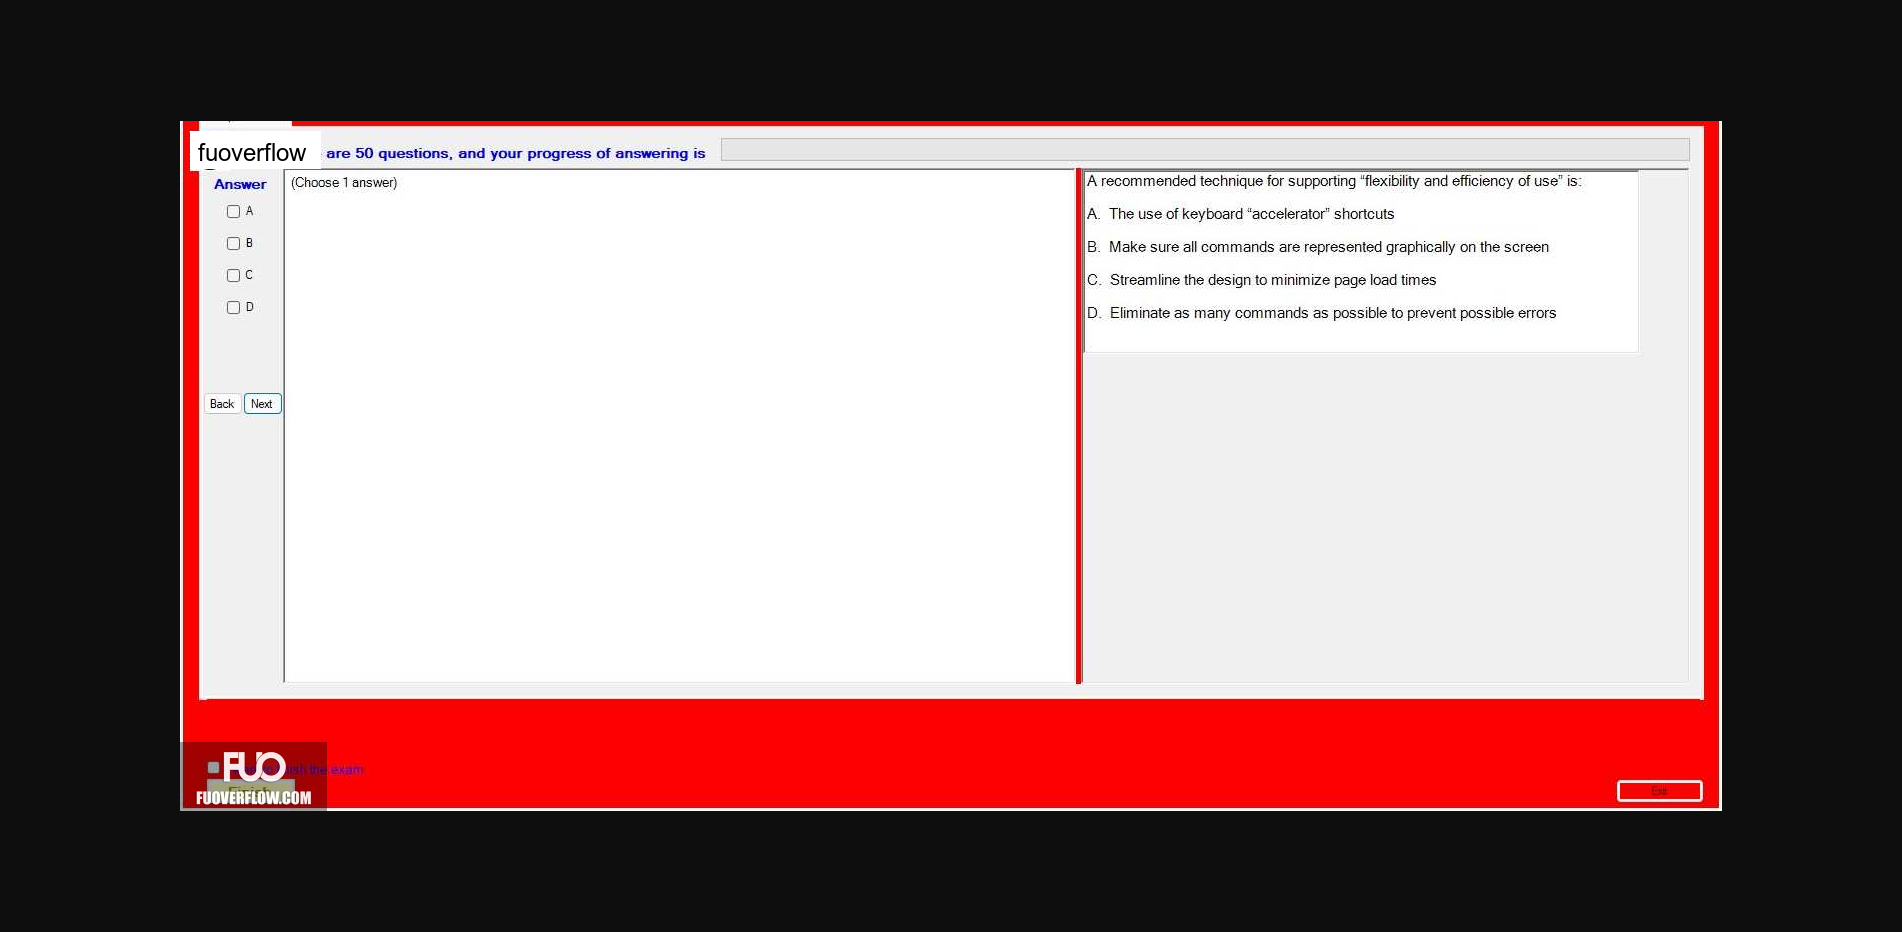 fuoverflow are 50 questions, and your progress of answering is
Answer
A
B
C
D
Back Next
(Choose 1 answer)
A recommended technique for supporting “flexibility and efficiency of use” is:
A. The use of keyboard “accelerator” shortcuts
B. Make sure all commands are represented graphically on the screen
C. Streamline the design to minimize page load times
D. Eliminate as many commands as possible to prevent possible errors
FUO
the exam
Finish
FUOVERFLOW.COM
Exit